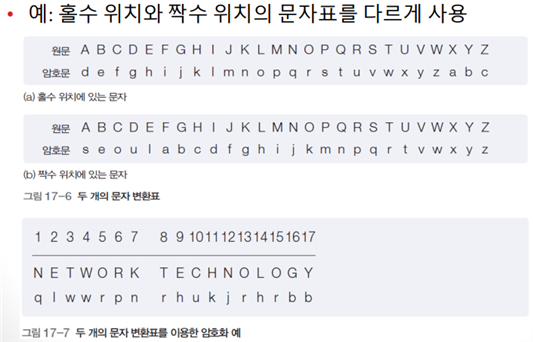 • 예: 홀수 위치와 짝수 위치의 문자표를 다르게 사용
원문 A B C D E F G H I J K L M N O P Q R S T U V W X Y Z
암호문 d e f g h i j k l m n o p q r s t u v w x y z a b c
(a) 홀수 위치에 있는 문자
원문 A B C D E F G H I J K L M N O P Q R S T U V W X Y Z
암호문 s e o u l a b c d f g h i j k m n p q r t v w x y z
(b) 짝수 위치에 있는 문자
그림 17-6 두 개의 문자 변환표
1 2 3 4 5 6 7 8 9 10 11 12 13 14 15 16 17
N E T W O R K T E C H N O L O G Y
q l w w r p n r h u k j r h r b b
그림 17-7 두 개의 문자 변환표를 이용한 암호화 예